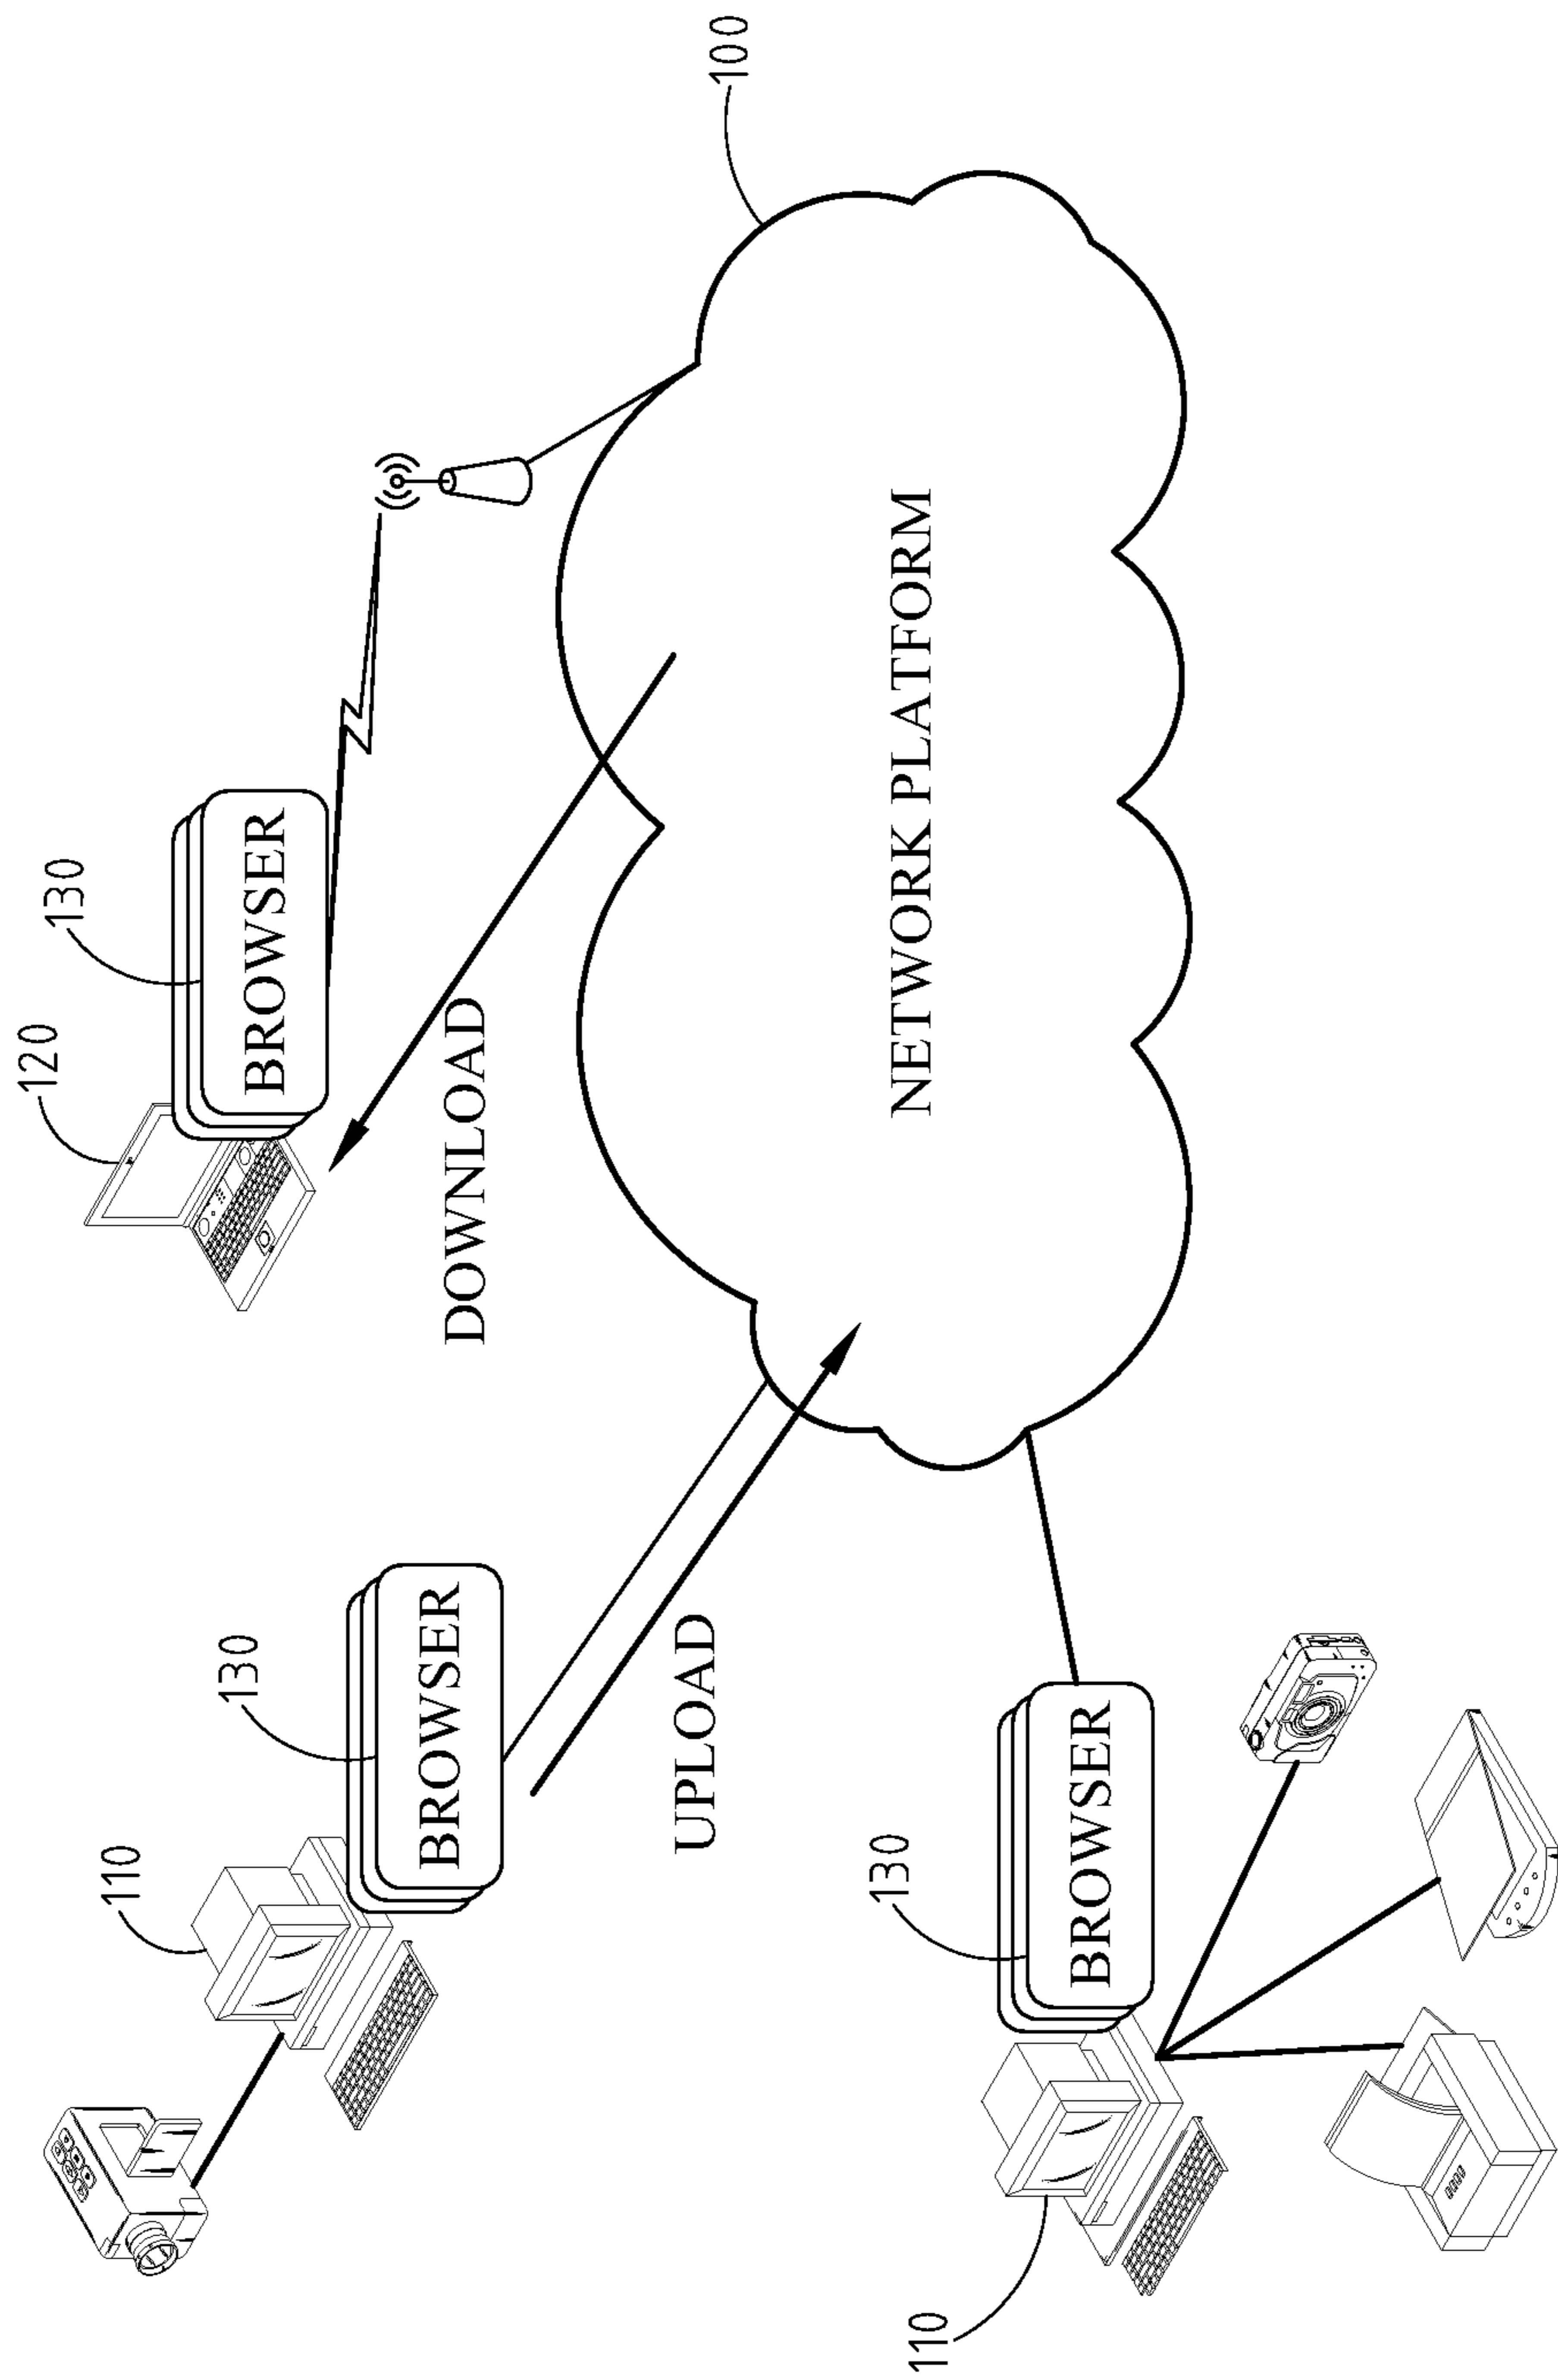 120
130
BROWSER
110
130
BROWSER
DOWNLOAD
UPLOAD
100
NETWORK PLATFORM
130
110
BROWSER